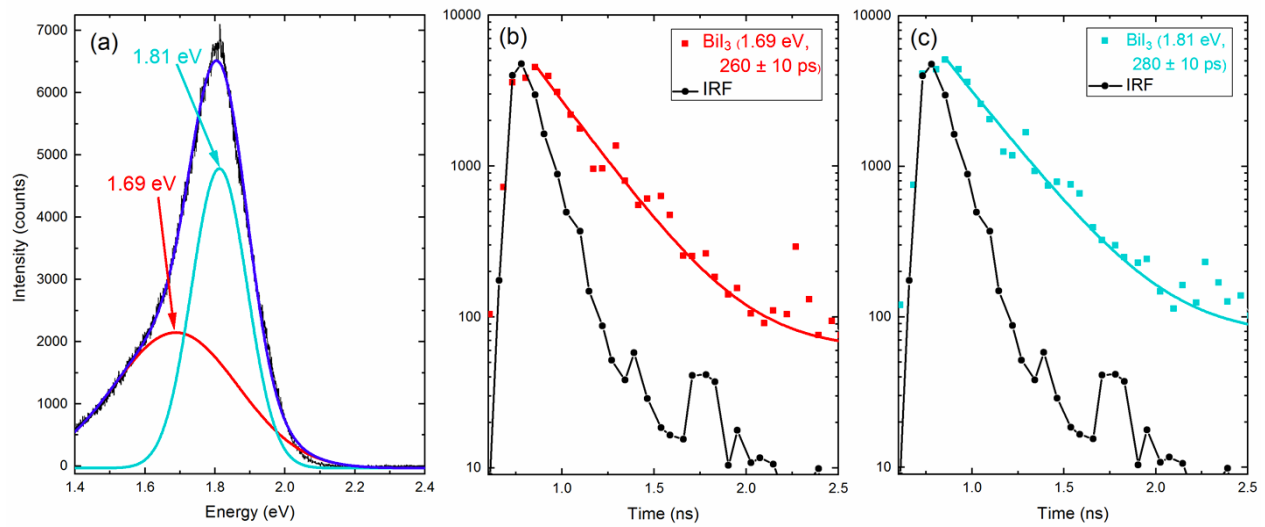 (a)
1.81 eV
1.69 eV
7000
6000
5000
4000
3000
2000
1000
0
Intensity (counts)
1.4 1.6 1.8 2.0 2.2 2.4
Energy (eV)
(b)
BiI₃ (1.69 eV,
260 ± 10 ps)
IRF
10000
1000
100
10
1.0 1.5 2.0 2.5
Time (ns)
(c)
BiI₃ (1.81 eV,
280 ± 10 ps)
IRF
10000
1000
100
10
1.0 1.5 2.0 2.5
Time (ns)